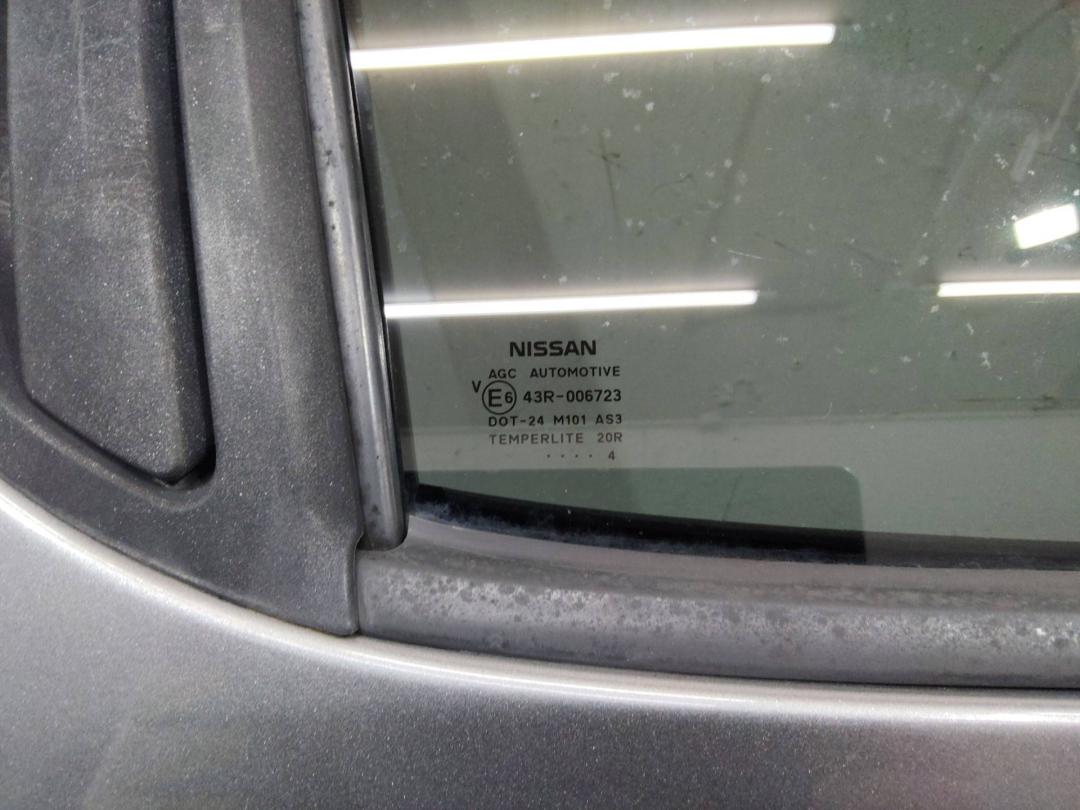 NISSAN
AGC AUTOMOTIVE
V E6 43R-006723
DOT-24 M101 AS3
TEMPERLITE 20R
.... 4